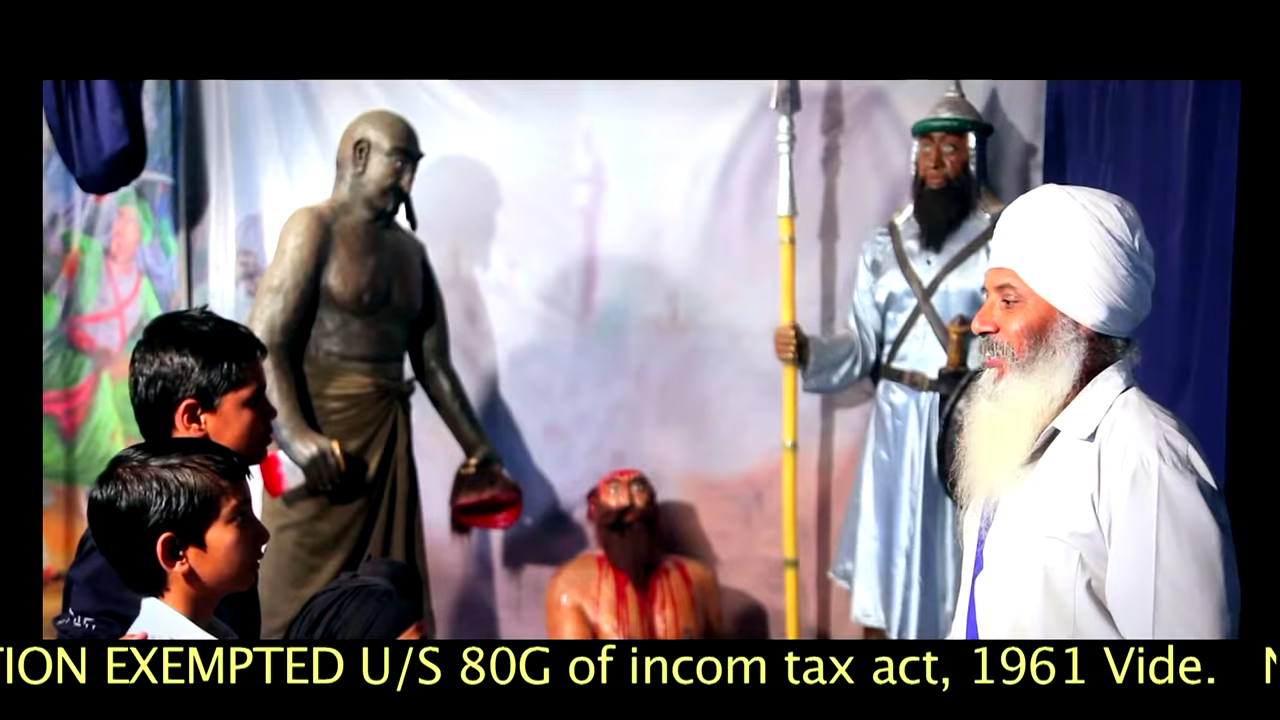 TION EXEMPTED U/S 80G of incom tax act, 1961 Vide.